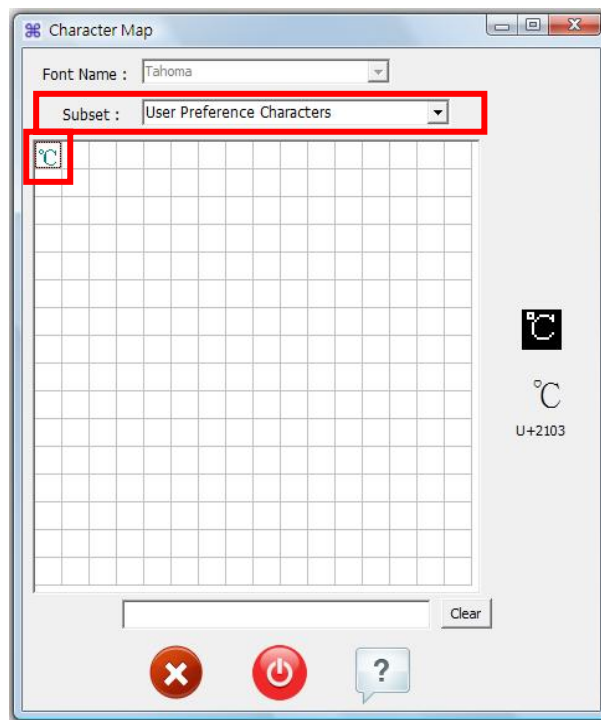 Character Map
Font Name : Tahoma
Subset : User Preference Characters
℃
℃
℃
U+2103
Clear
?